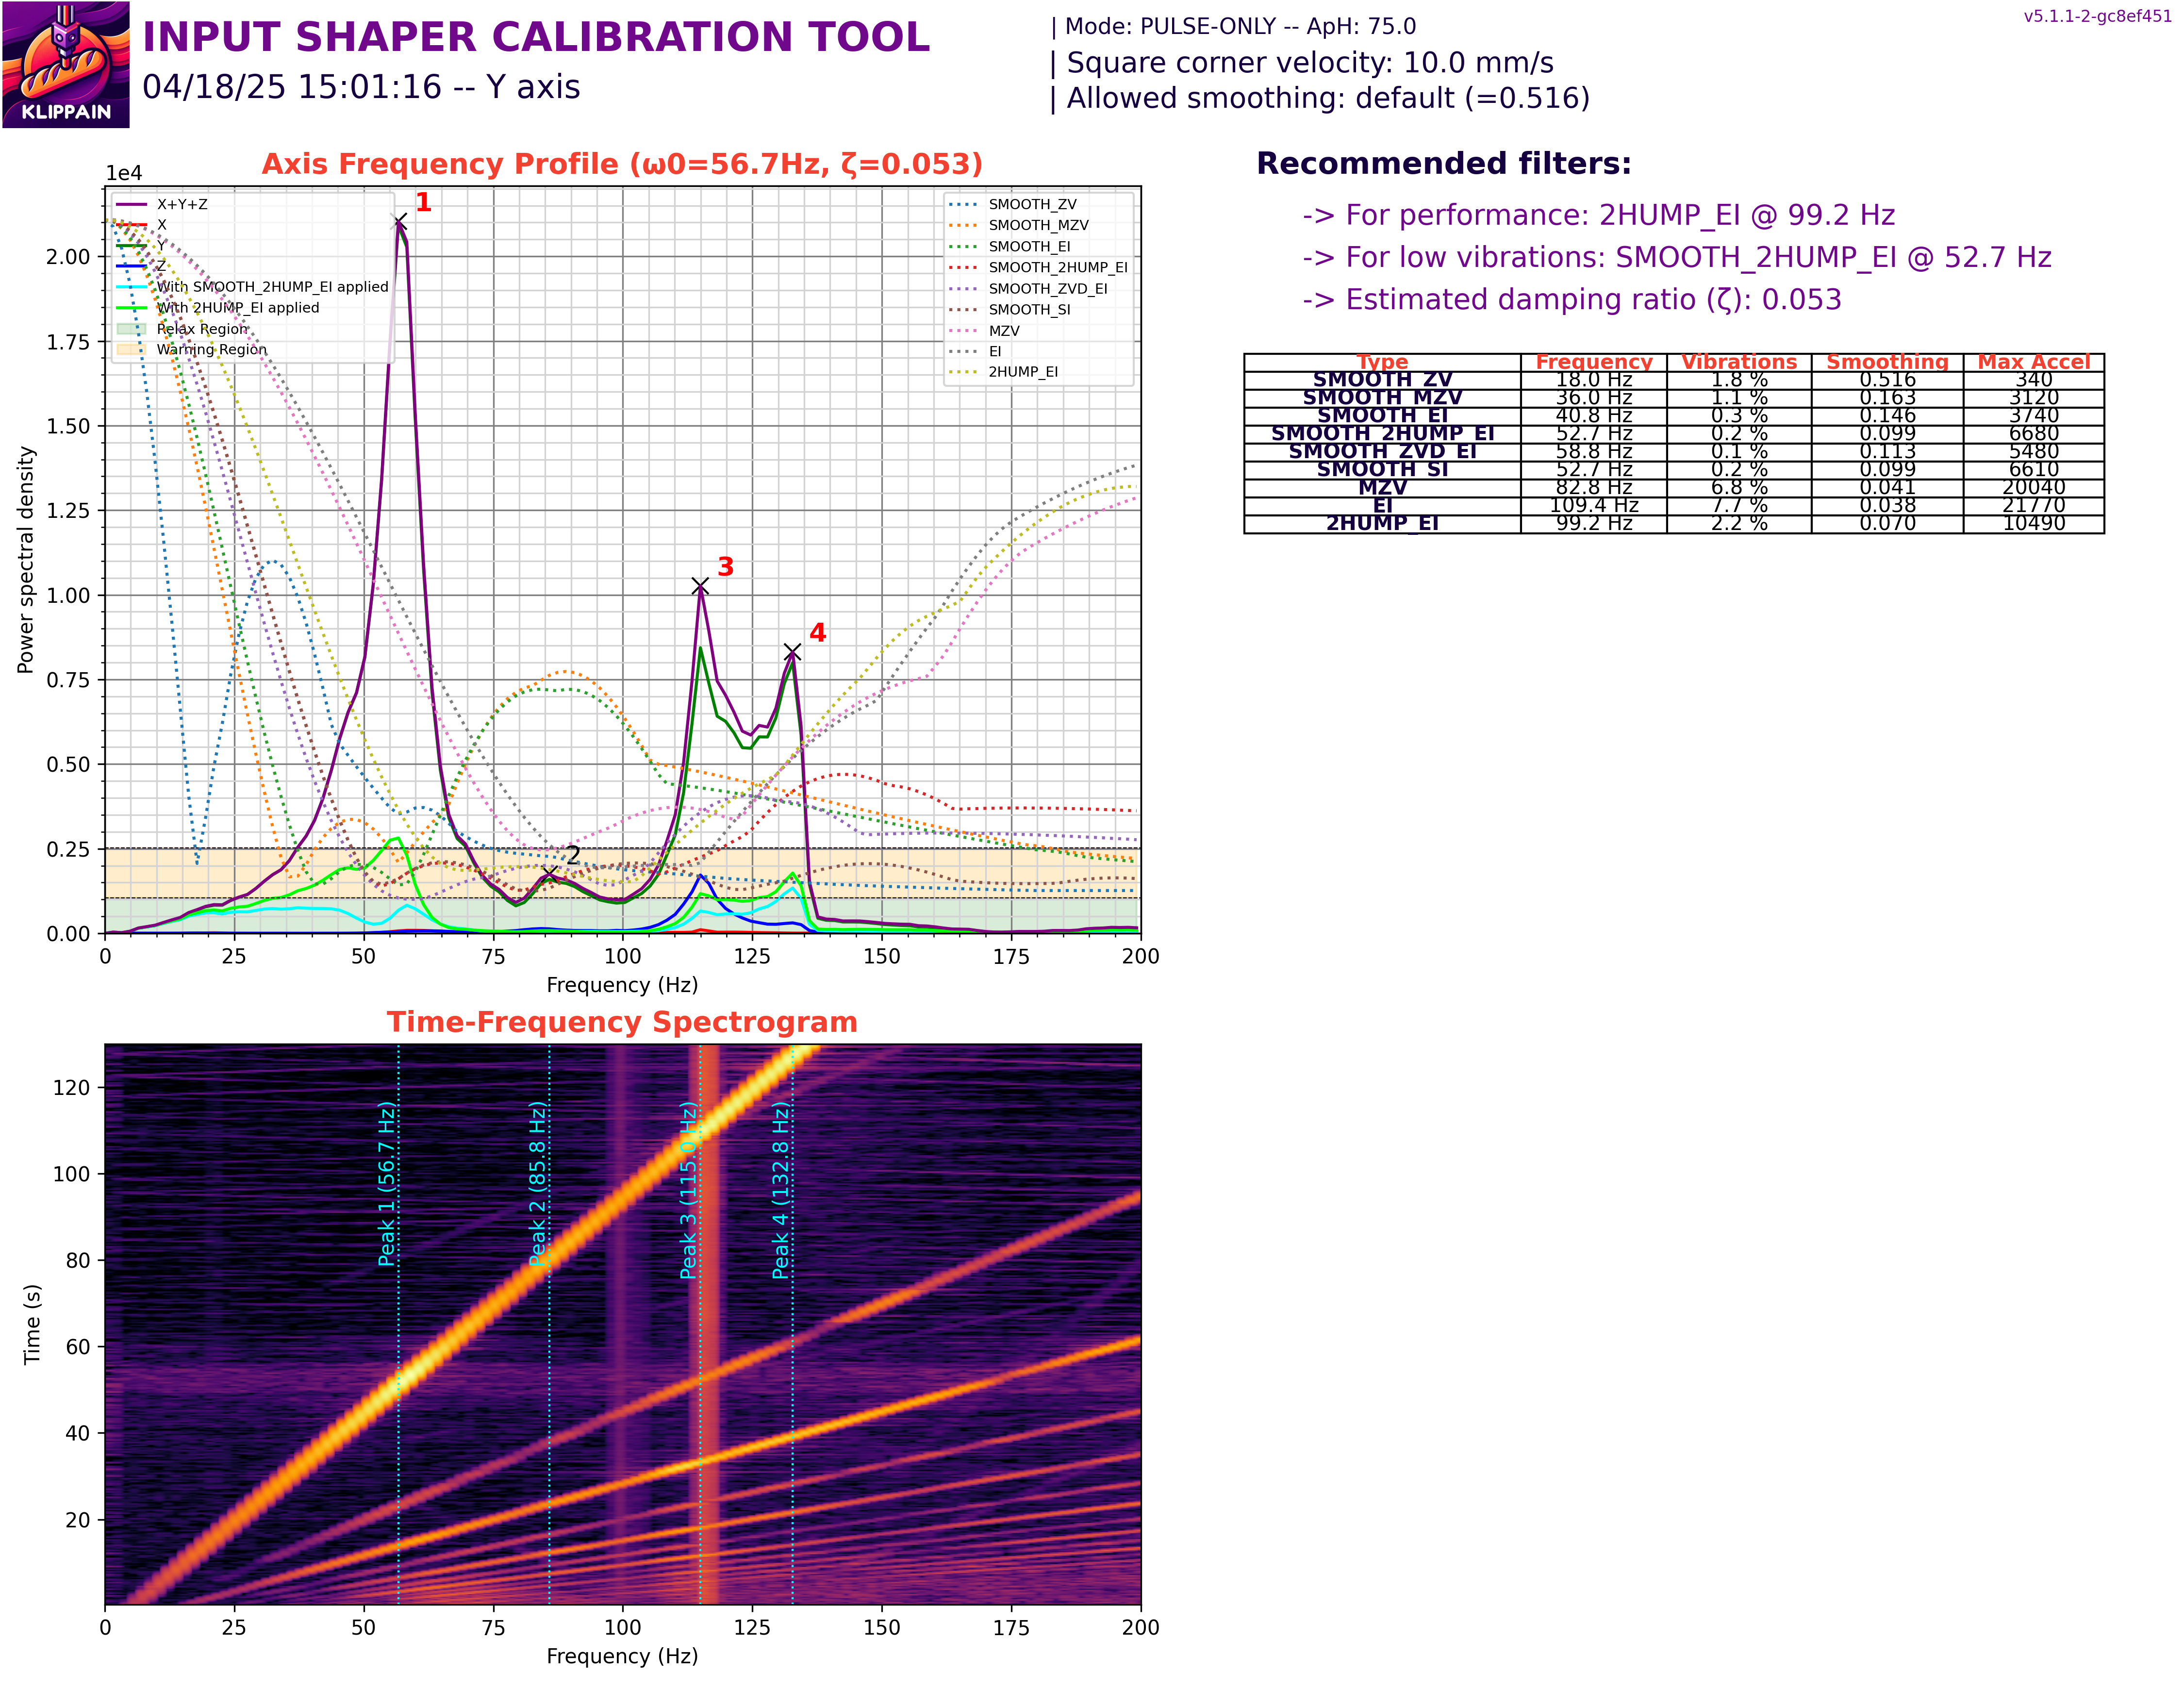 KLIPPAIN
INPUT SHAPER CALIBRATION TOOL
04/18/25 15:01:16 -- Y axis
| Mode: PULSE-ONLY -- ApH: 75.0
| Square corner velocity: 10.0 mm/s
| Allowed smoothing: default (=0.516)
v5.1.1-2-gc8ef451
Axis Frequency Profile (ω0=56.7Hz, ζ=0.053)
1e4
X+Y+Z
X
Y
Z
With SMOOTH_2HUMP_EI applied
With 2HUMP_EI applied
Relax Region
Warning Region
SMOOTH_ZV
SMOOTH_MZV
SMOOTH_EI
SMOOTH_2HUMP_EI
SMOOTH_ZVD_EI
SMOOTH_SI
MZV
EI
2HUMP_EI
1
2
3
4
Power spectral density
2.00
1.75
1.50
1.25
1.00
0.75
0.50
0.25
0.00
0 25 50 75 100 125 150 175 200
Frequency (Hz)
Recommended filters:
-> For performance: 2HUMP_EI @ 99.2 Hz
-> For low vibrations: SMOOTH_2HUMP_EI @ 52.7 Hz
-> Estimated damping ratio (ζ): 0.053
Type Frequency Vibrations Smoothing Max Accel
SMOOTH_ZV 18.0 Hz 1.8 % 0.516 340
SMOOTH_MZV 36.0 Hz 1.1 % 0.163 3120
SMOOTH_EI 40.8 Hz 0.3 % 0.146 3740
SMOOTH_2HUMP_EI 52.7 Hz 0.2 % 0.099 6680
SMOOTH_ZVD_EI 58.8 Hz 0.1 % 0.113 5480
SMOOTH_SI 52.7 Hz 0.2 % 0.099 6610
MZV 82.8 Hz 6.8 % 0.041 20040
EI 109.4 Hz 7.7 % 0.038 21770
2HUMP_EI 99.2 Hz 2.2 % 0.070 10490
Time-Frequency Spectrogram
Time (s)
120
100
80
60
40
20
Peak 1 (56.7 Hz)
Peak 2 (85.8 Hz)
Peak 3 (115.0 Hz)
Peak 4 (132.8 Hz)
0 25 50 75 100 125 150 175 200
Frequency (Hz)